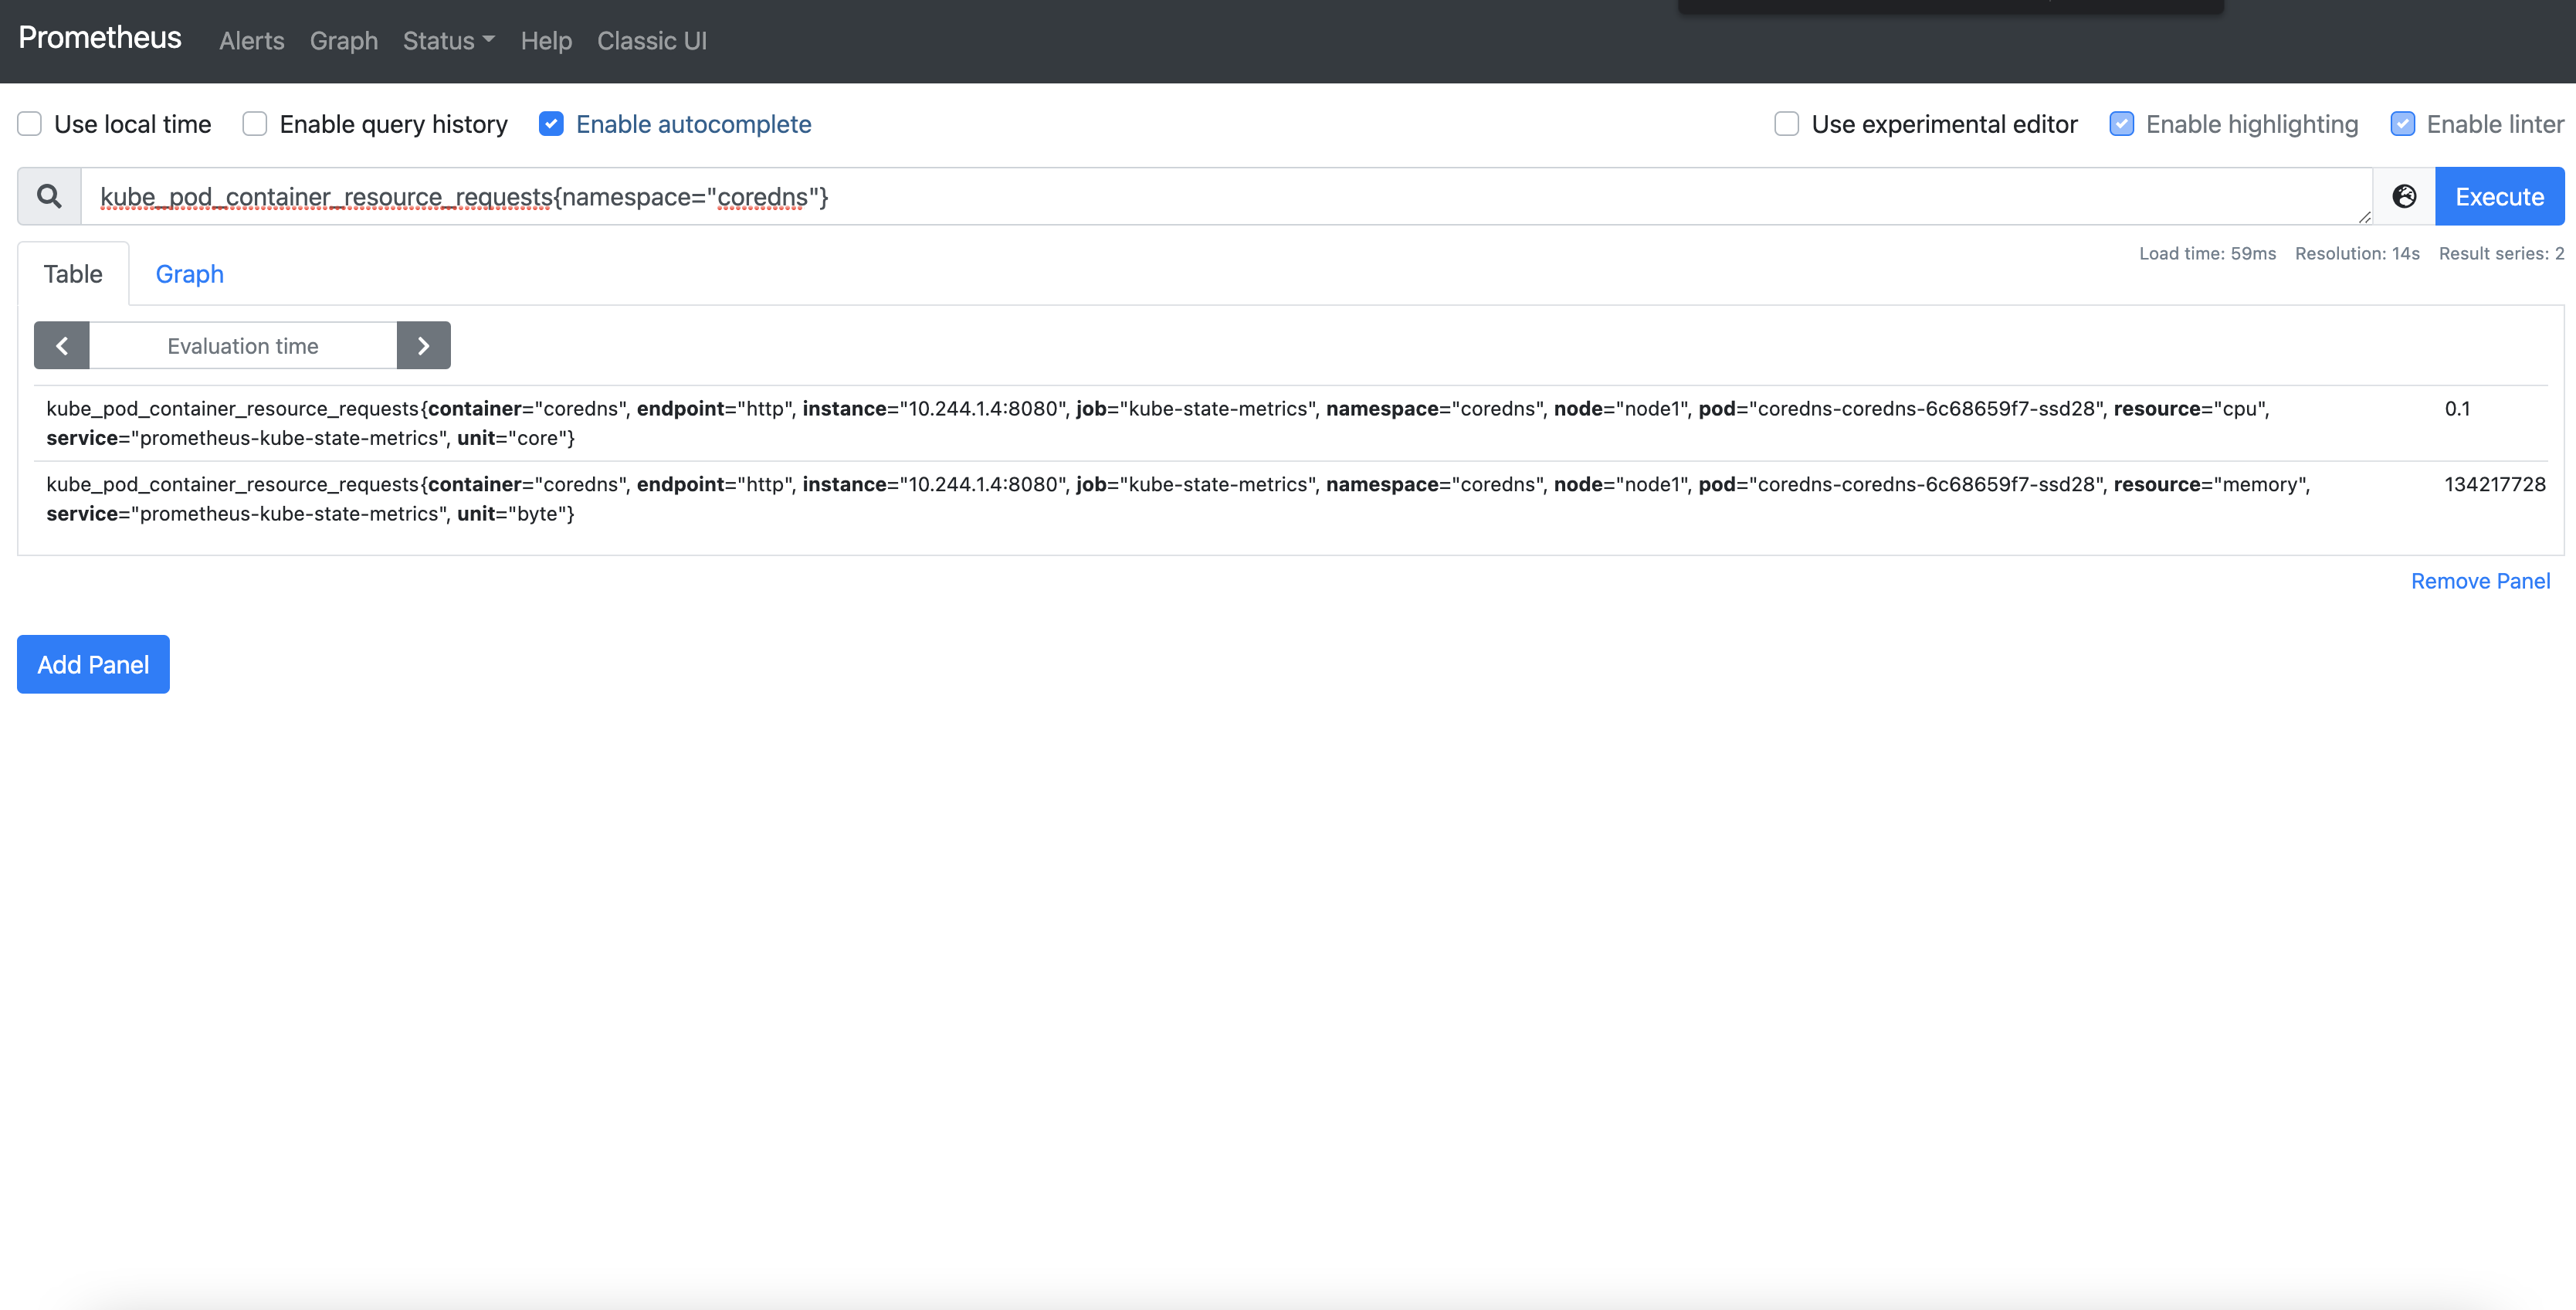 Prometheus Alerts Graph Status Help Classic UI
Use local time Enable query history Enable autocomplete Use experimental editor Enable highlighting Enable linter
kube_pod_container_resource_requests{namespace="coredns"} Execute
Table Graph Load time: 59ms Resolution: 14s Result series: 2
Evaluation time
kube_pod_container_resource_requests{container="coredns", endpoint="http", instance="10.244.1.4:8080", job="kube-state-metrics", namespace="coredns", node="node1", pod="coredns-coredns-6c68659f7-ssd28", resource="cpu", 0.1
service="prometheus-kube-state-metrics", unit="core"}
kube_pod_container_resource_requests{container="coredns", endpoint="http", instance="10.244.1.4:8080", job="kube-state-metrics", namespace="coredns", node="node1", pod="coredns-coredns-6c68659f7-ssd28", resource="memory", 134217728
service="prometheus-kube-state-metrics", unit="byte"}
Remove Panel
Add Panel